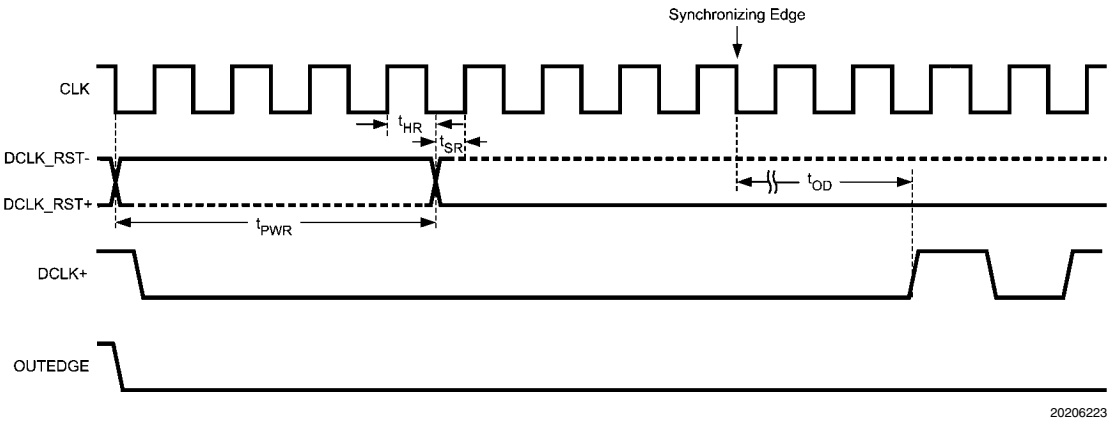 Synchronizing Edge
CLK
tHR
tSR
DCLK_RST-
tOD
DCLK_RST+
tPWR
DCLK+
OUTEDGE
20206223